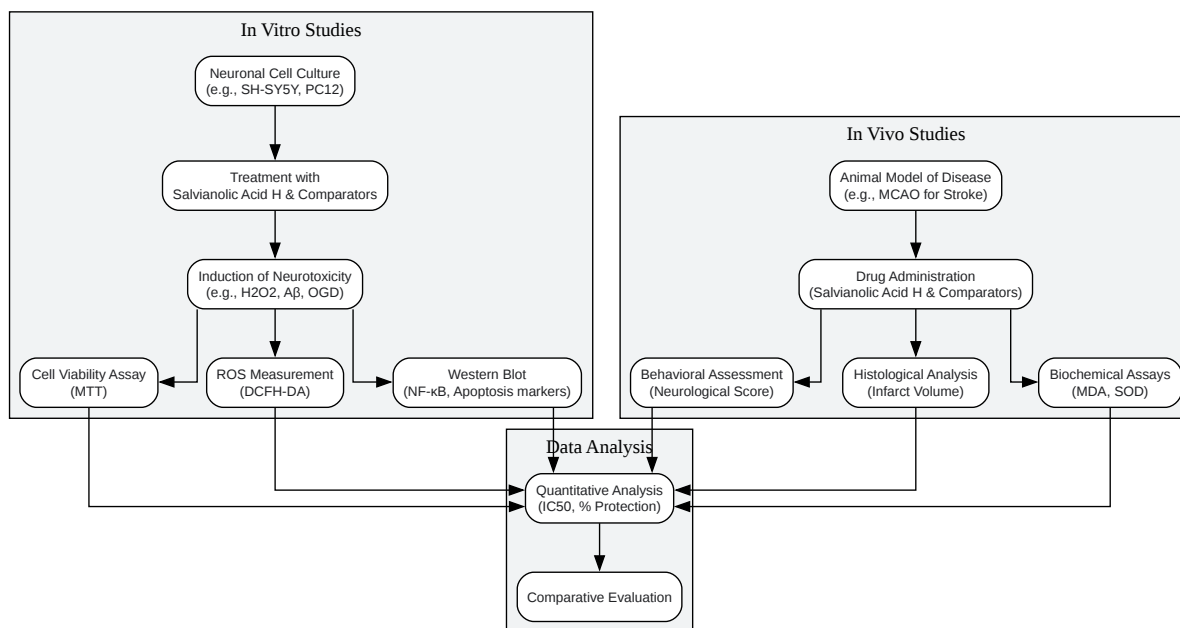 In Vitro Studies
Neuronal Cell Culture
(e.g., SH-SY5Y, PC12)
Treatment with
Salvianolic Acid H & Comparators
Induction of Neurotoxicity
(e.g., H2O2, Aβ, OGD)
Cell Viability Assay
(MTT)
ROS Measurement
(DCFH-DA)
Western Blot
(NF-κB, Apoptosis markers)
In Vivo Studies
Animal Model of Disease
(e.g., MCAO for Stroke)
Drug Administration
(Salvianolic Acid H & Comparators)
Behavioral Assessment
(Neurological Score)
Histological Analysis
(Infarct Volume)
Biochemical Assays
(MDA, SOD)
Data Analysis
Quantitative Analysis
(IC50, % Protection)
Comparative Evaluation